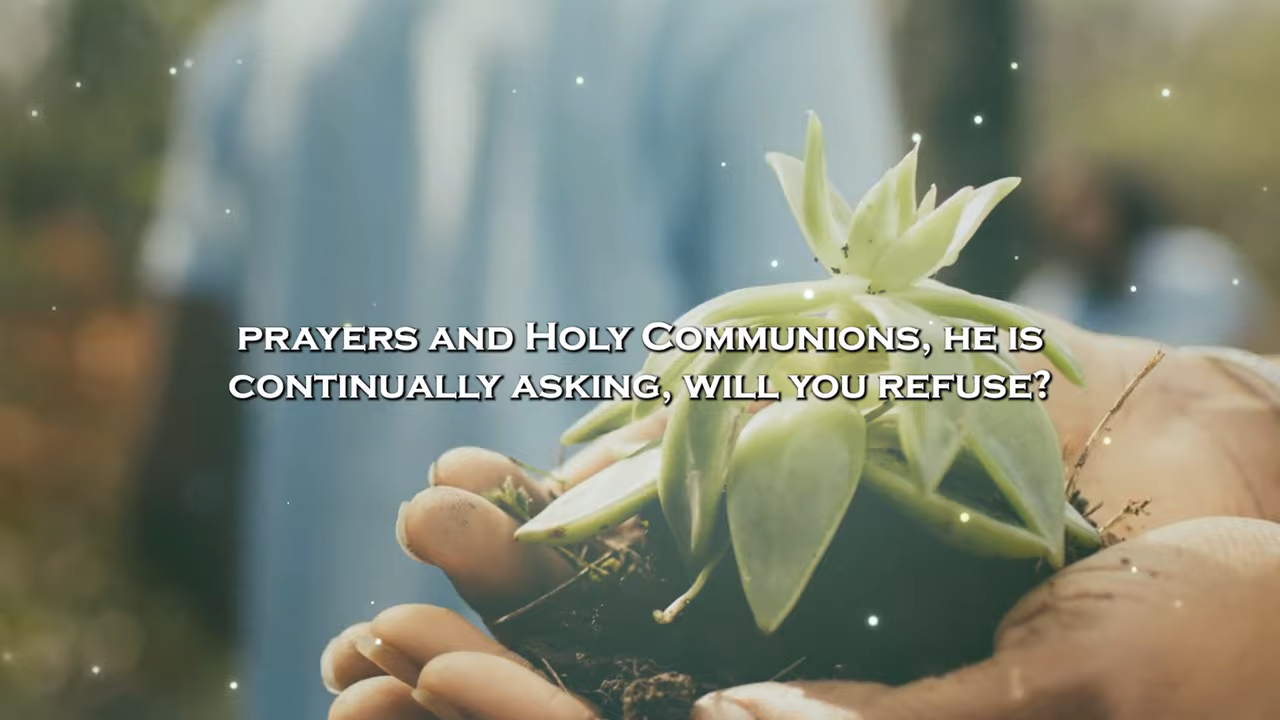 prayers and Holy Communions, he is
continually asking, will you refuse?